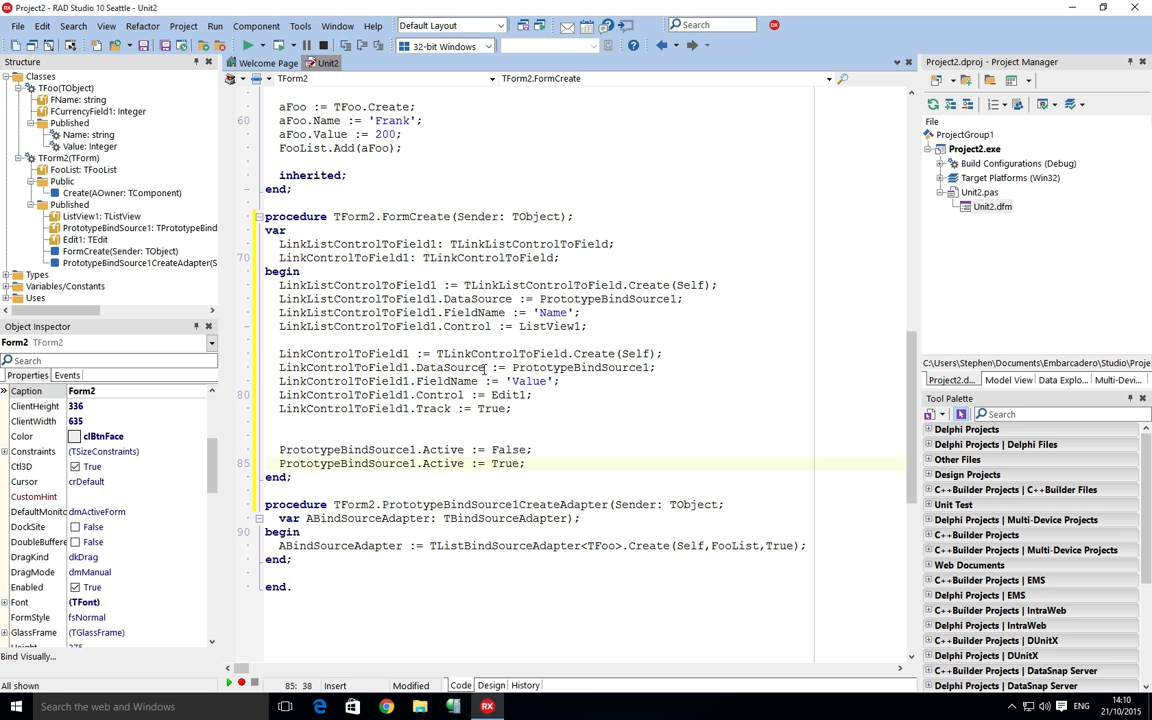 Project2 - RAD Studio 10 Seattle - Unit2
File Edit Search View Refactor Project Run Component Tools Window Help
Default Layout
Search
32-bit Windows
Structure
Classes
TFoo(TObject)
FName: string
FCurrencyField1: Integer
Published
Name: string
Value: Integer
TForm2(TForm)
FooList: TFooList
Public
Create(AOwner: TComponent)
Published
ListView1: TListView
PrototypeBindSource1: TPrototypeBind
Edit1: TEdit
FormCreate(Sender: TObject)
PrototypeBindSource1CreateAdapter(S
Types
Variables/Constants
Uses
Object Inspector
Form2 TForm2
Search
Properties Events
Caption Form2
ClientHeight 336
ClientWidth 635
Color clBtnFace
Constraints (TSizeConstraints)
Ctl3D True
Cursor crDefault
CustomHint
DefaultMonito dmActiveForm
DockSite False
DoubleBuffere False
DragKind dkDrag
DragMode dmManual
Enabled True
Font (TFont)
FormStyle fsNormal
GlassFrame (TGlassFrame)
Height 375
Bind Visually...
All shown
Welcome Page Unit2
TForm2 TForm2.FormCreate
aFoo := TFoo.Create;
60 aFoo.Name := 'Frank';
aFoo.Value := 200;
FooList.Add(aFoo);
inherited;
end;
procedure TForm2.FormCreate(Sender: TObject);
var
LinkListControlToField1: TLinkListControlToField;
70 LinkControlToField1: TLinkControlToField;
begin
LinkListControlToField1 := TLinkListControlToField.Create(Self);
LinkListControlToField1.DataSource := PrototypeBindSource1;
LinkListControlToField1.FieldName := 'Name';
LinkListControlToField1.Control := ListView1;
LinkControlToField1 := TLinkControlToField.Create(Self);
LinkControlToField1.DataSource := PrototypeBindSource1;
LinkControlToField1.FieldName := 'Value';
80 LinkControlToField1.Control := Edit1;
LinkControlToField1.Track := True;
PrototypeBindSource1.Active := False;
85 PrototypeBindSource1.Active := True;
end;
procedure TForm2.PrototypeBindSource1CreateAdapter(Sender: TObject;
var ABindSourceAdapter: TBindSourceAdapter);
90 begin
ABindSourceAdapter := TListBindSourceAdapter<TFoo>.Create(Self,FooList,True);
end;
end.
85: 38 Insert Modified Code Design History
Project2.dproj - Project Manager
File
ProjectGroup1
Project2.exe
Build Configurations (Debug)
Target Platforms (Win32)
Unit2.pas
Unit2.dfm
C:\Users\Stephen\Documents\Embarcadero\Studio\Proje
Project2.d... Model View Data Explo... Multi-Devi...
Tool Palette
Search
Delphi Projects
Delphi Projects | Delphi Files
Other Files
Design Projects
C++Builder Projects | C++Builder Files
Unit Test
Delphi Projects | Multi-Device Projects
C++Builder Projects
C++Builder Projects | Multi-Device Projects
Web Documents
C++Builder Projects | EMS
Delphi Projects | EMS
C++Builder Projects | IntraWeb
Delphi Projects | IntraWeb
C++Builder Projects | DUnitX
Delphi Projects | DUnitX
C++Builder Projects | DataSnap Server
Delphi Projects | DataSnap Server
Search the web and Windows
ENG
14:10
21/10/2015